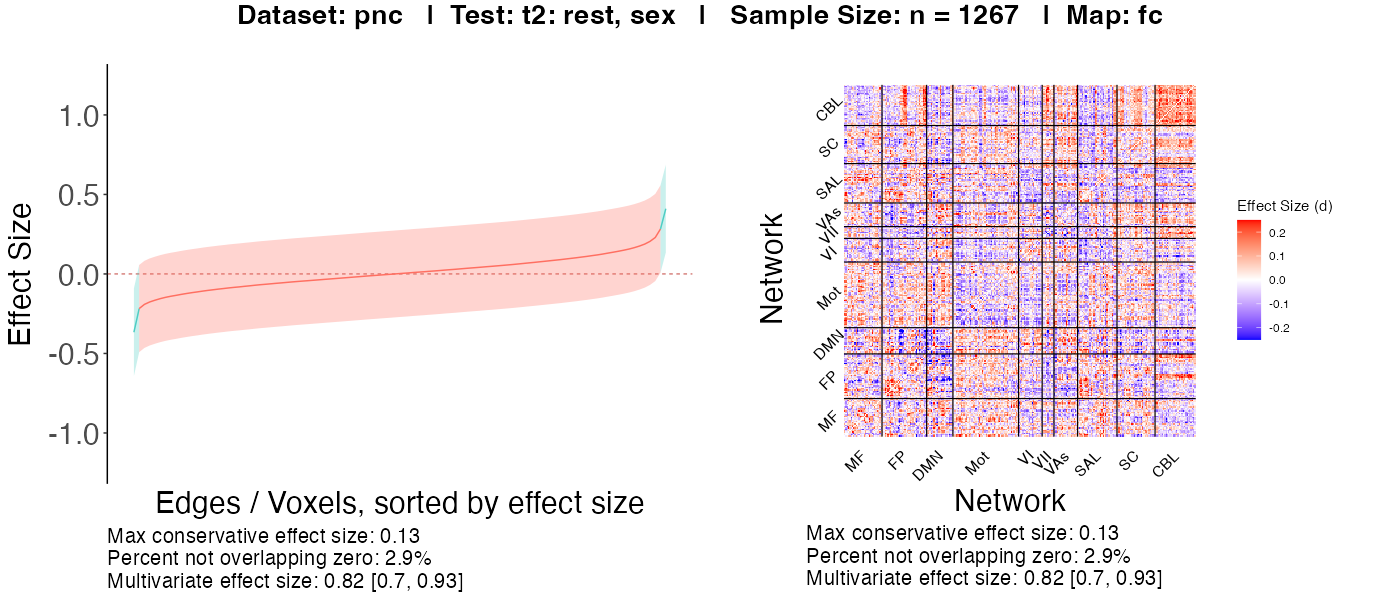 Dataset: pnc | Test: t2: rest, sex | Sample Size: n = 1267 | Map: fc
Effect Size
1.0
0.5
0.0
-0.5
-1.0
Edges / Voxels, sorted by effect size
Max conservative effect size: 0.13
Percent not overlapping zero: 2.9%
Multivariate effect size: 0.82 [0.7, 0.93]
Network
CBL
SC
SAL
VAs
VII
VI
Mot
DMN
FP
MF
MF
FP
DMN
Mot
VI
VII
VAs
SAL
SC
CBL
Network
Max conservative effect size: 0.13
Percent not overlapping zero: 2.9%
Multivariate effect size: 0.82 [0.7, 0.93]
Effect Size (d)
0.2
0.1
0.0
-0.1
-0.2